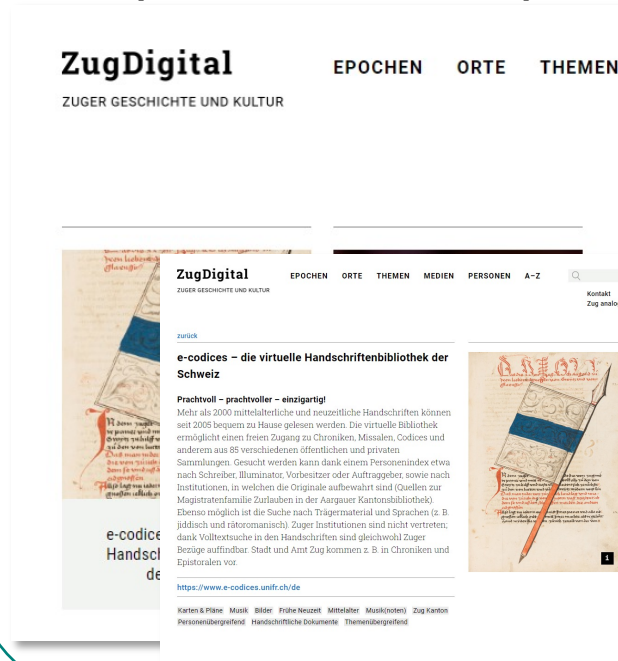 ZugDigital
ZUGER GESCHICHTE UND KULTUR
EPOCHEN ORTE THEMEN
e-codice
Handsch
de
ZugDigital
ZUGER GESCHICHTE UND KULTUR
EPOCHEN ORTE THEMEN MEDIEN PERSONEN A–Z
Kontakt
Zug analo
zurück
e-codices – die virtuelle Handschriftenbibliothek der
Schweiz
Prachtvoll – prachtvoller – einzigartig!
Mehr als 2000 mittelalterliche und neuzeitliche Handschriften können
seit 2005 bequem zu Hause gelesen werden. Die virtuelle Bibliothek
ermöglicht einen freien Zugang zu Chroniken, Missalen, Codices und
anderem aus 85 verschiedenen öffentlichen und privaten
Sammlungen. Gesucht werden kann dank einem Personenindex etwa
nach Schreiber, Illuminator, Vorbesitzer oder Auftraggeber, sowie nach
Institutionen, in welchen die Originale aufbewahrt sind (Quellen zur
Magistratenfamilie Zurlauben in der Aargauer Kantonsbibliothek).
Ebenso möglich ist die Suche nach Trägermaterial und Sprachen (z. B.
jiddisch und rätoromanisch). Zuger Institutionen sind nicht vertreten;
dank Volltextsuche in den Handschriften sind gleichwohl Zuger
Bezüge auffindbar. Stadt und Amt Zug kommen z. B. in Chroniken und
Epistoralen vor.
https://www.e-codices.unifr.ch/de
Karten & Pläne Musik Bilder Frühe Neuzeit Mittelalter Musik(noten) Zug Kanton
Personenübergreifend Handschriftliche Dokumente Themenübergreifend
1